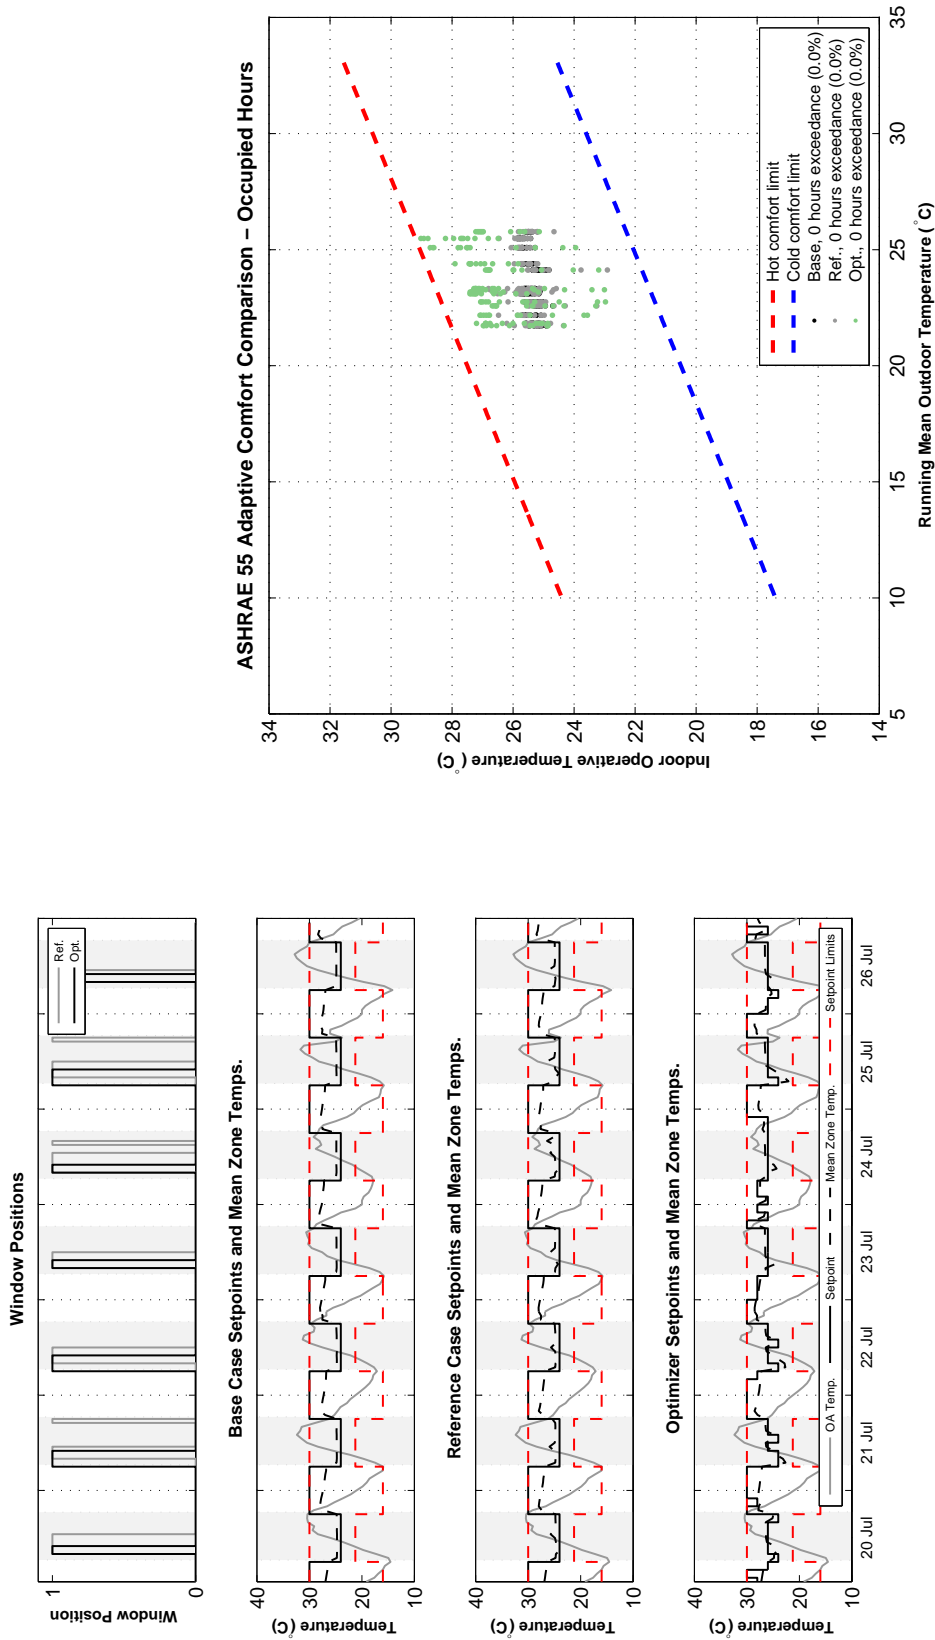 Window Positions
Window Position
1
0
Ref.
Opt.
Base Case Setpoints and Mean Zone Temps.
Temperature (°C)
40
30
20
10
Reference Case Setpoints and Mean Zone Temps.
Temperature (°C)
40
30
20
10
Optimizer Setpoints and Mean Zone Temps.
Temperature (°C)
40
30
20
10
20 Jul
21 Jul
22 Jul
23 Jul
24 Jul
25 Jul
26 Jul
OA Temp.
Setpoint
Mean Zone Temp.
Setpoint Limits
ASHRAE 55 Adaptive Comfort Comparison – Occupied Hours
Indoor Operative Temperature (°C)
34
32
30
28
26
24
22
20
18
16
14
5
10
15
20
25
30
35
Running Mean Outdoor Temperature (°C)
Hot comfort limit
Cold comfort limit
Base, 0 hours exceedance (0.0%)
Ref., 0 hours exceedance (0.0%)
Opt., 0 hours exceedance (0.0%)